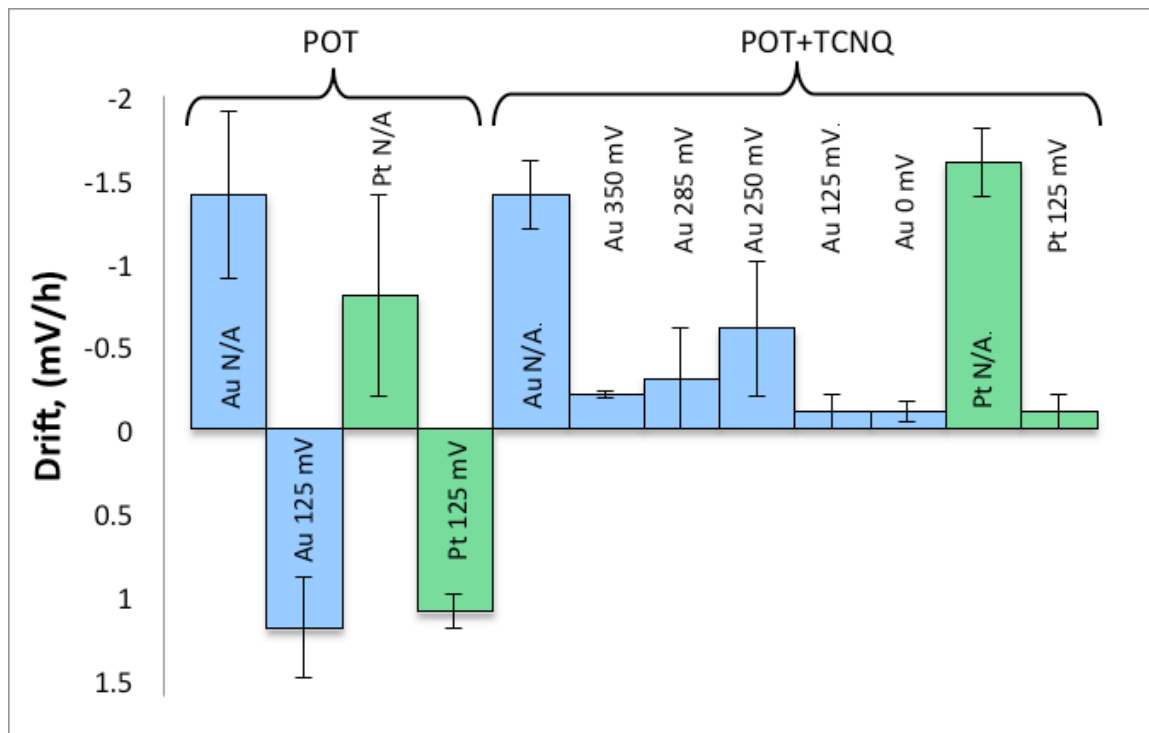 POT
POT+TCNQ
Drift, (mV/h)
-2
-1.5
-1
-0.5
0
0.5
1
1.5
Au N/A
Au 125 mV
Pt N/A
Pt 125 mV
Au N/A.
Au 350 mV
Au 285 mV
Au 250 mV
Au 125 mV.
Au 0 mV
Pt N/A.
Pt 125 mV